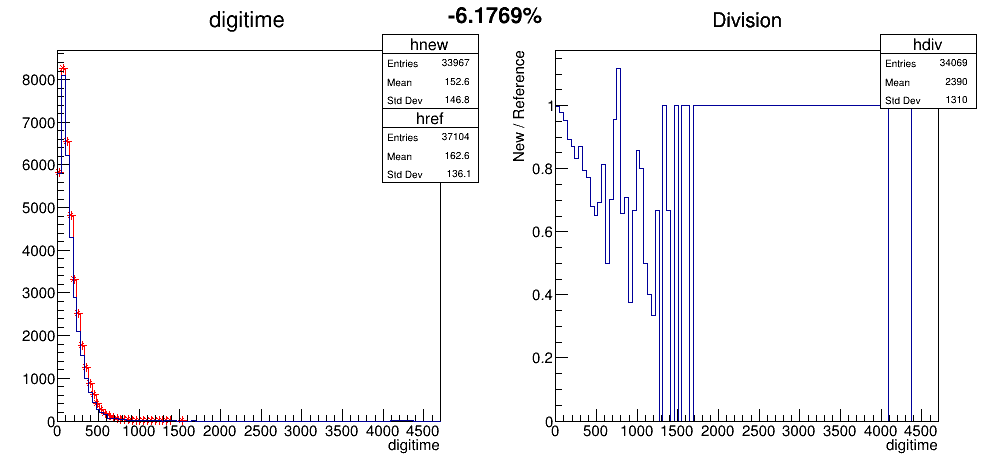 digitime
-6.1769%
Division
hnew
Entries 33967
Mean 152.6
Std Dev 146.8
href
Entries 37104
Mean 162.6
Std Dev 136.1
8000
7000
6000
5000
4000
3000
2000
1000
0
0 500 1000 1500 2000 2500 3000 3500 4000 4500
digitime
hdiv
Entries 34069
Mean 2390
Std Dev 1310
New / Reference
1
0.8
0.6
0.4
0.2
0
0 500 1000 1500 2000 2500 3000 3500 4000 4500
digitime